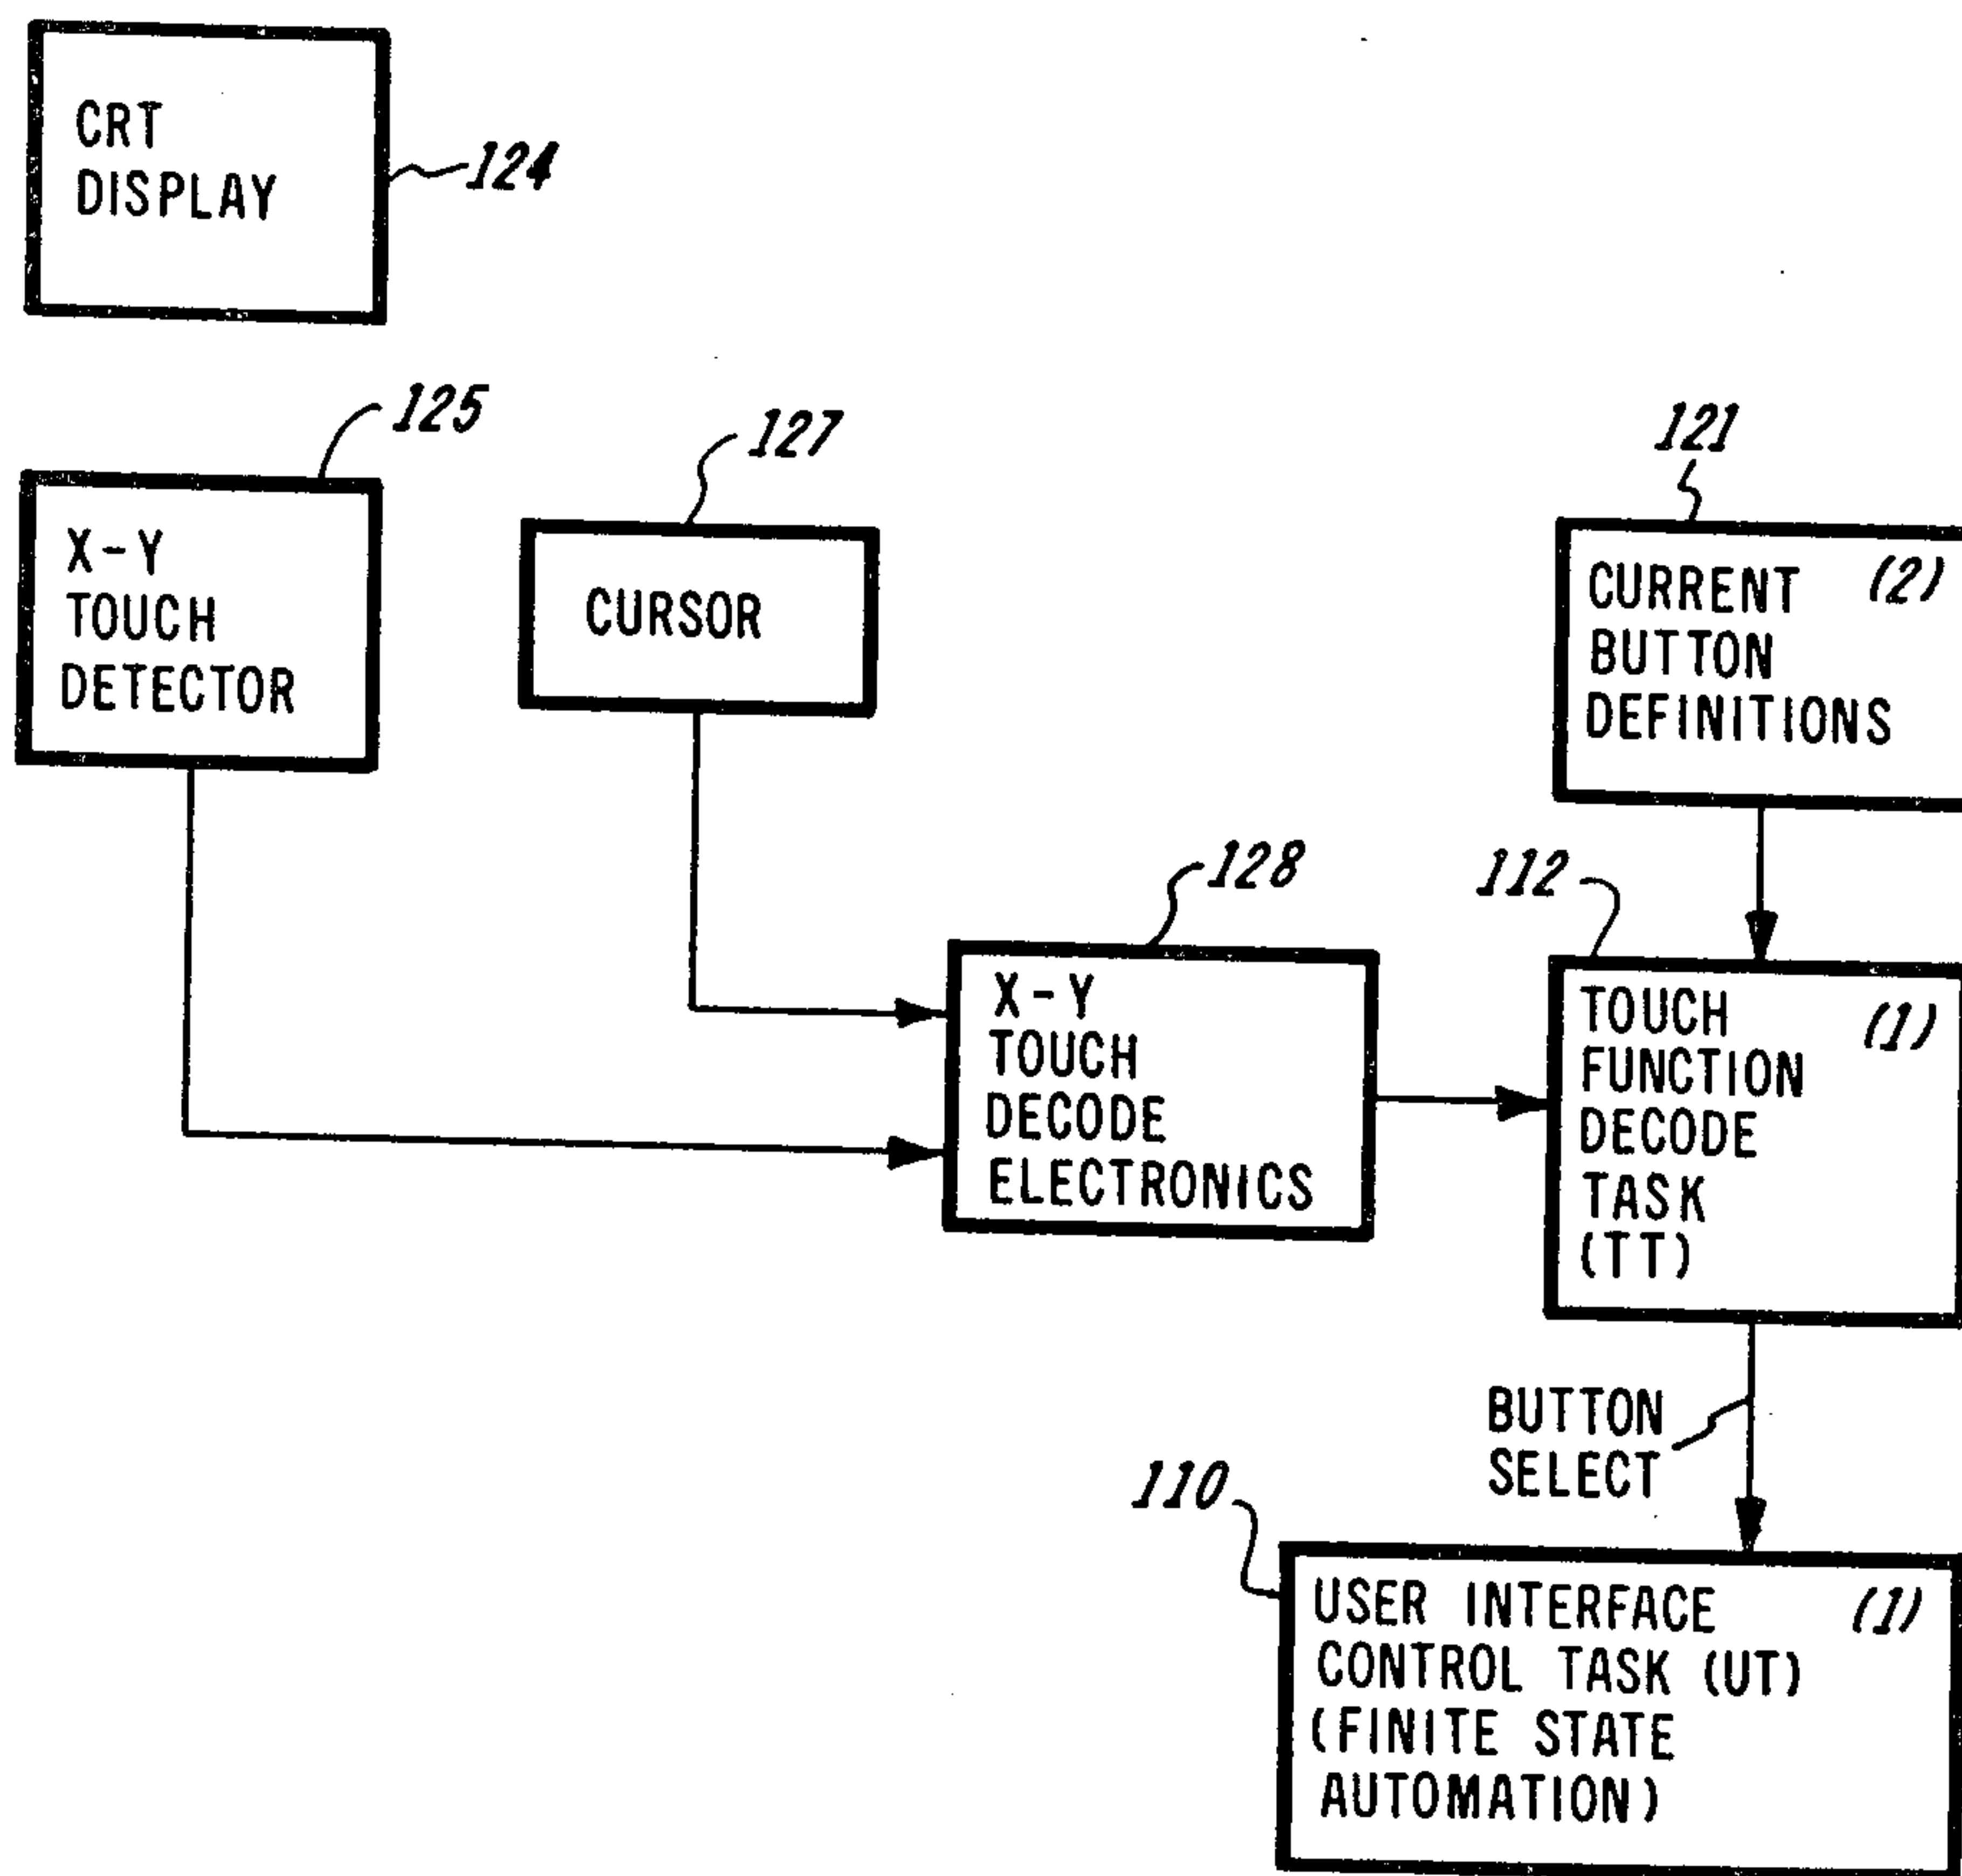 CRT
DISPLAY
124
125
X-Y
TOUCH
DETECTOR
127
CURSOR
121
CURRENT (2)
BUTTON
DEFINITIONS
128
X-Y
TOUCH
DECODE
ELECTRONICS
112
TOUCH (1)
FUNCTION
DECODE
TASK
(TT)
BUTTON
SELECT
110
USER INTERFACE (1)
CONTROL TASK (UT)
(FINITE STATE
AUTOMATION)